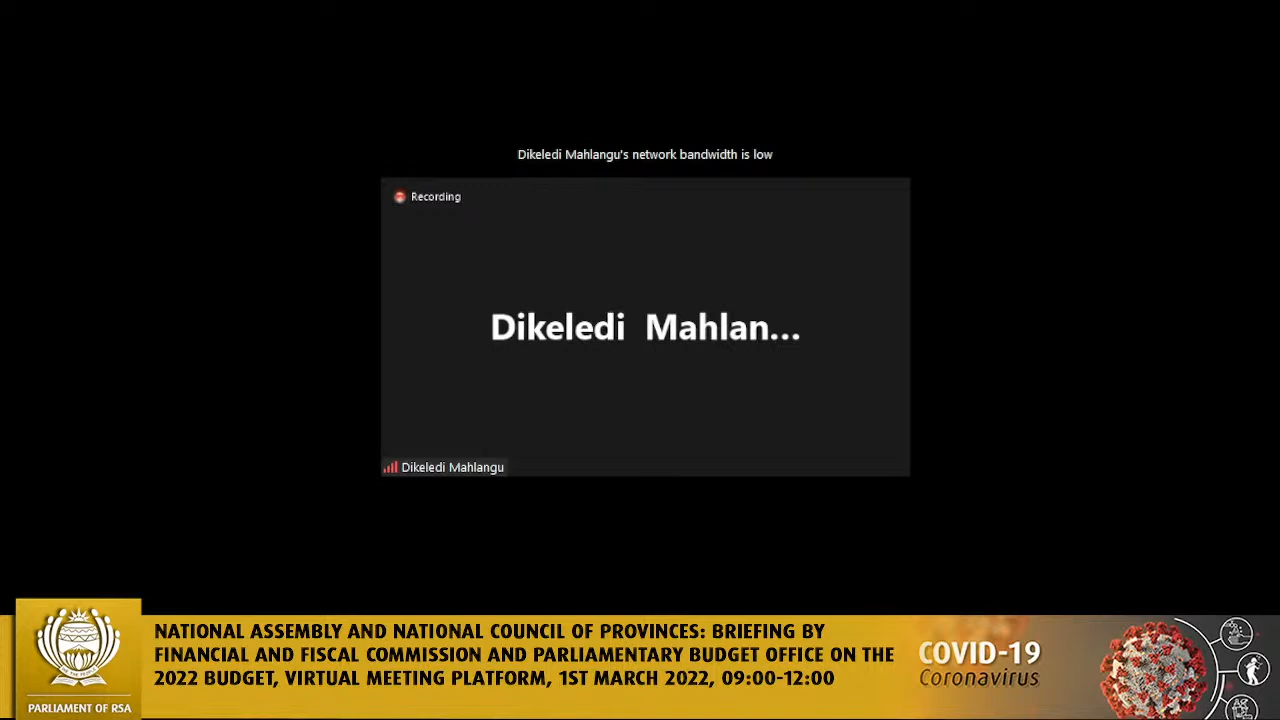 Dikeledi Mahlangu's network bandwidth is low
Recording
Dikeledi Mahlan...
Dikeledi Mahlangu
NATIONAL ASSEMBLY AND NATIONAL COUNCIL OF PROVINCES: BRIEFING BY
FINANCIAL AND FISCAL COMMISSION AND PARLIAMENTARY BUDGET OFFICE ON THE
2022 BUDGET, VIRTUAL MEETING PLATFORM, 1ST MARCH 2022, 09:00-12:00
PARLIAMENT OF RSA
COVID-19
Coronavirus